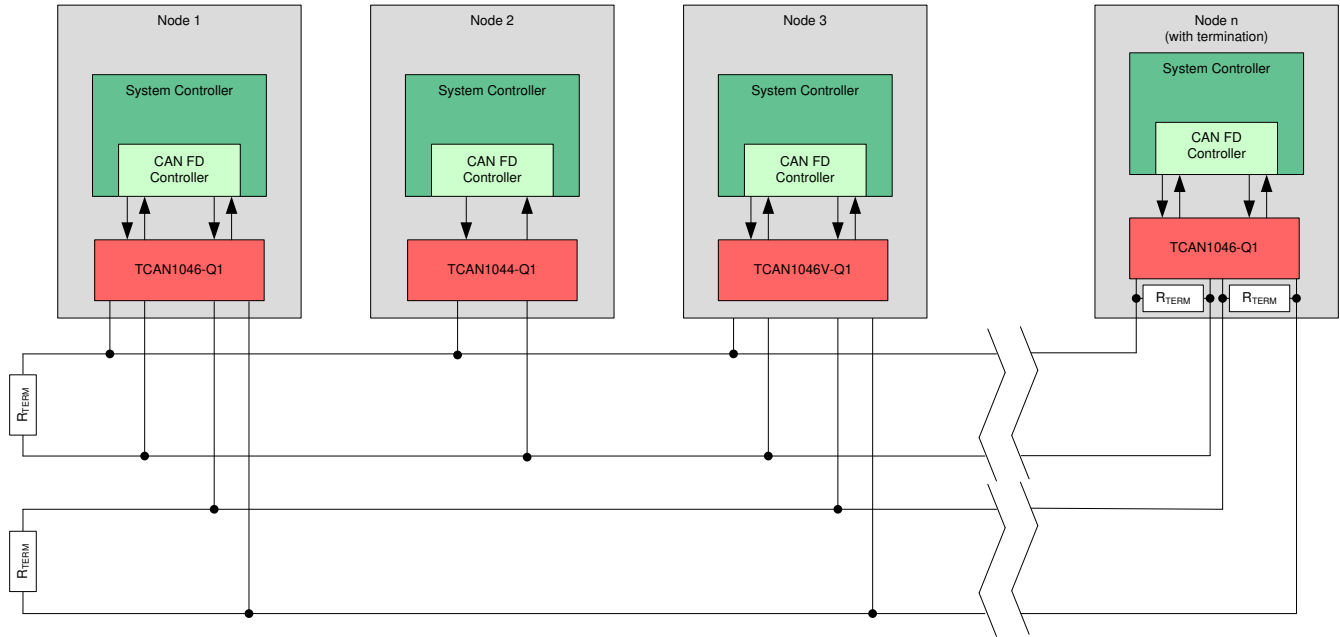 Node 1
System Controller
CAN FD
Controller
TCAN1046-Q1
Node 2
System Controller
CAN FD
Controller
TCAN1044-Q1
Node 3
System Controller
CAN FD
Controller
TCAN1046V-Q1
Node n
(with termination)
System Controller
CAN FD
Controller
TCAN1046-Q1
RTERM
RTERM
RTERM
RTERM